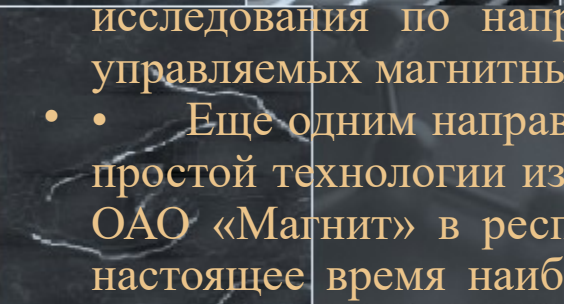 исследования по напр
управляемых магнитны
• • Еще одним направ
простой технологии из
ОАО «Магнит» в респ
настоящее время наиб